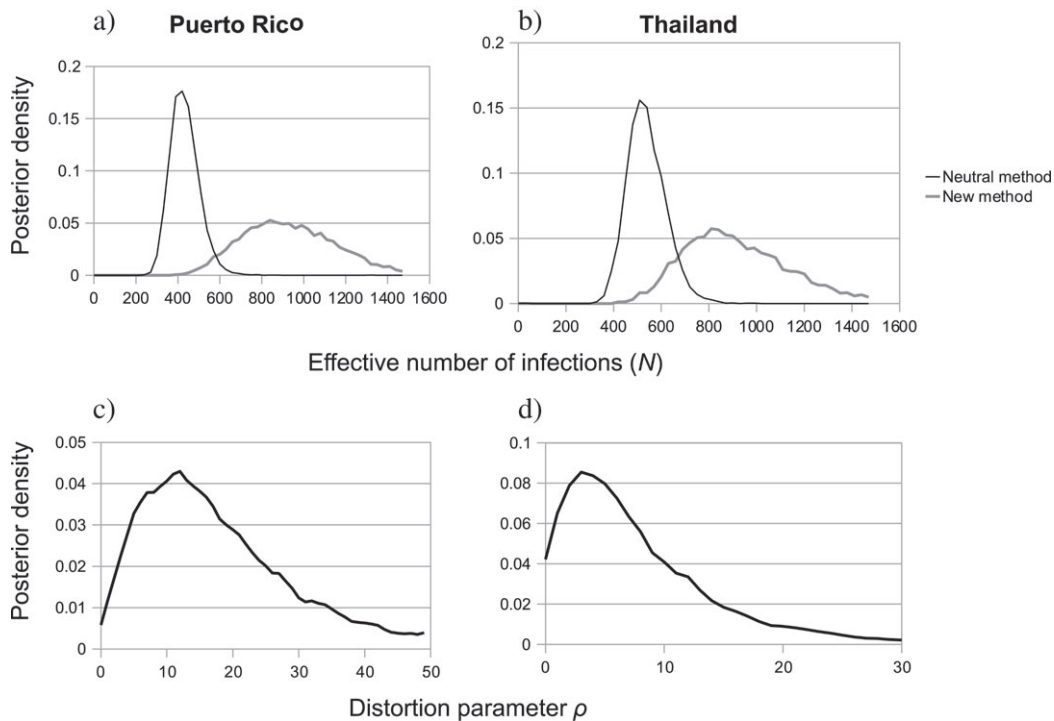 a) Puerto Rico
b) Thailand
Posterior density
0.2
0.15
0.1
0.05
0
0 200 400 600 800 1000 1200 1400 1600
0.2
0.15
0.1
0.05
0
0 200 400 600 800 1000 1200 1400 1600
Neutral method
New method
Effective number of infections (N)
c)
d)
Posterior density
0.05
0.04
0.03
0.02
0.01
0
0 10 20 30 40 50
0.1
0.08
0.06
0.04
0.02
0
0 10 20 30
Distortion parameter ρ